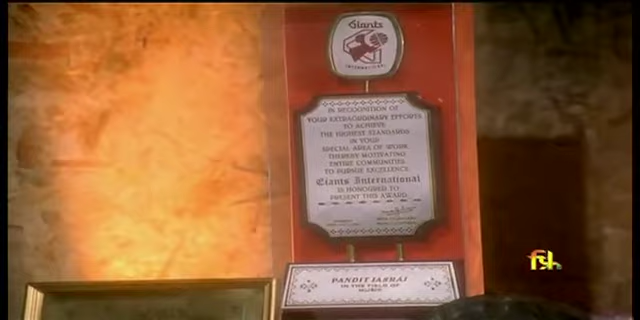 Giants
INTERNATIONAL
IN RECOGNITION OF
YOUR EXTRAORDINARY EFFORTS
TO ACHIEVE
THE HIGHEST STANDARDS
IN YOUR
SPECIAL AREA OF WORK
THEREBY MOTIVATING
ENTIRE COMMUNITIES
TO PURSUE EXCELLENCE
Giants International
IS HONOURED TO
PRESENT THIS AWARD
PANDIT JASRAJ
IN THE FIELD OF
MUSIC